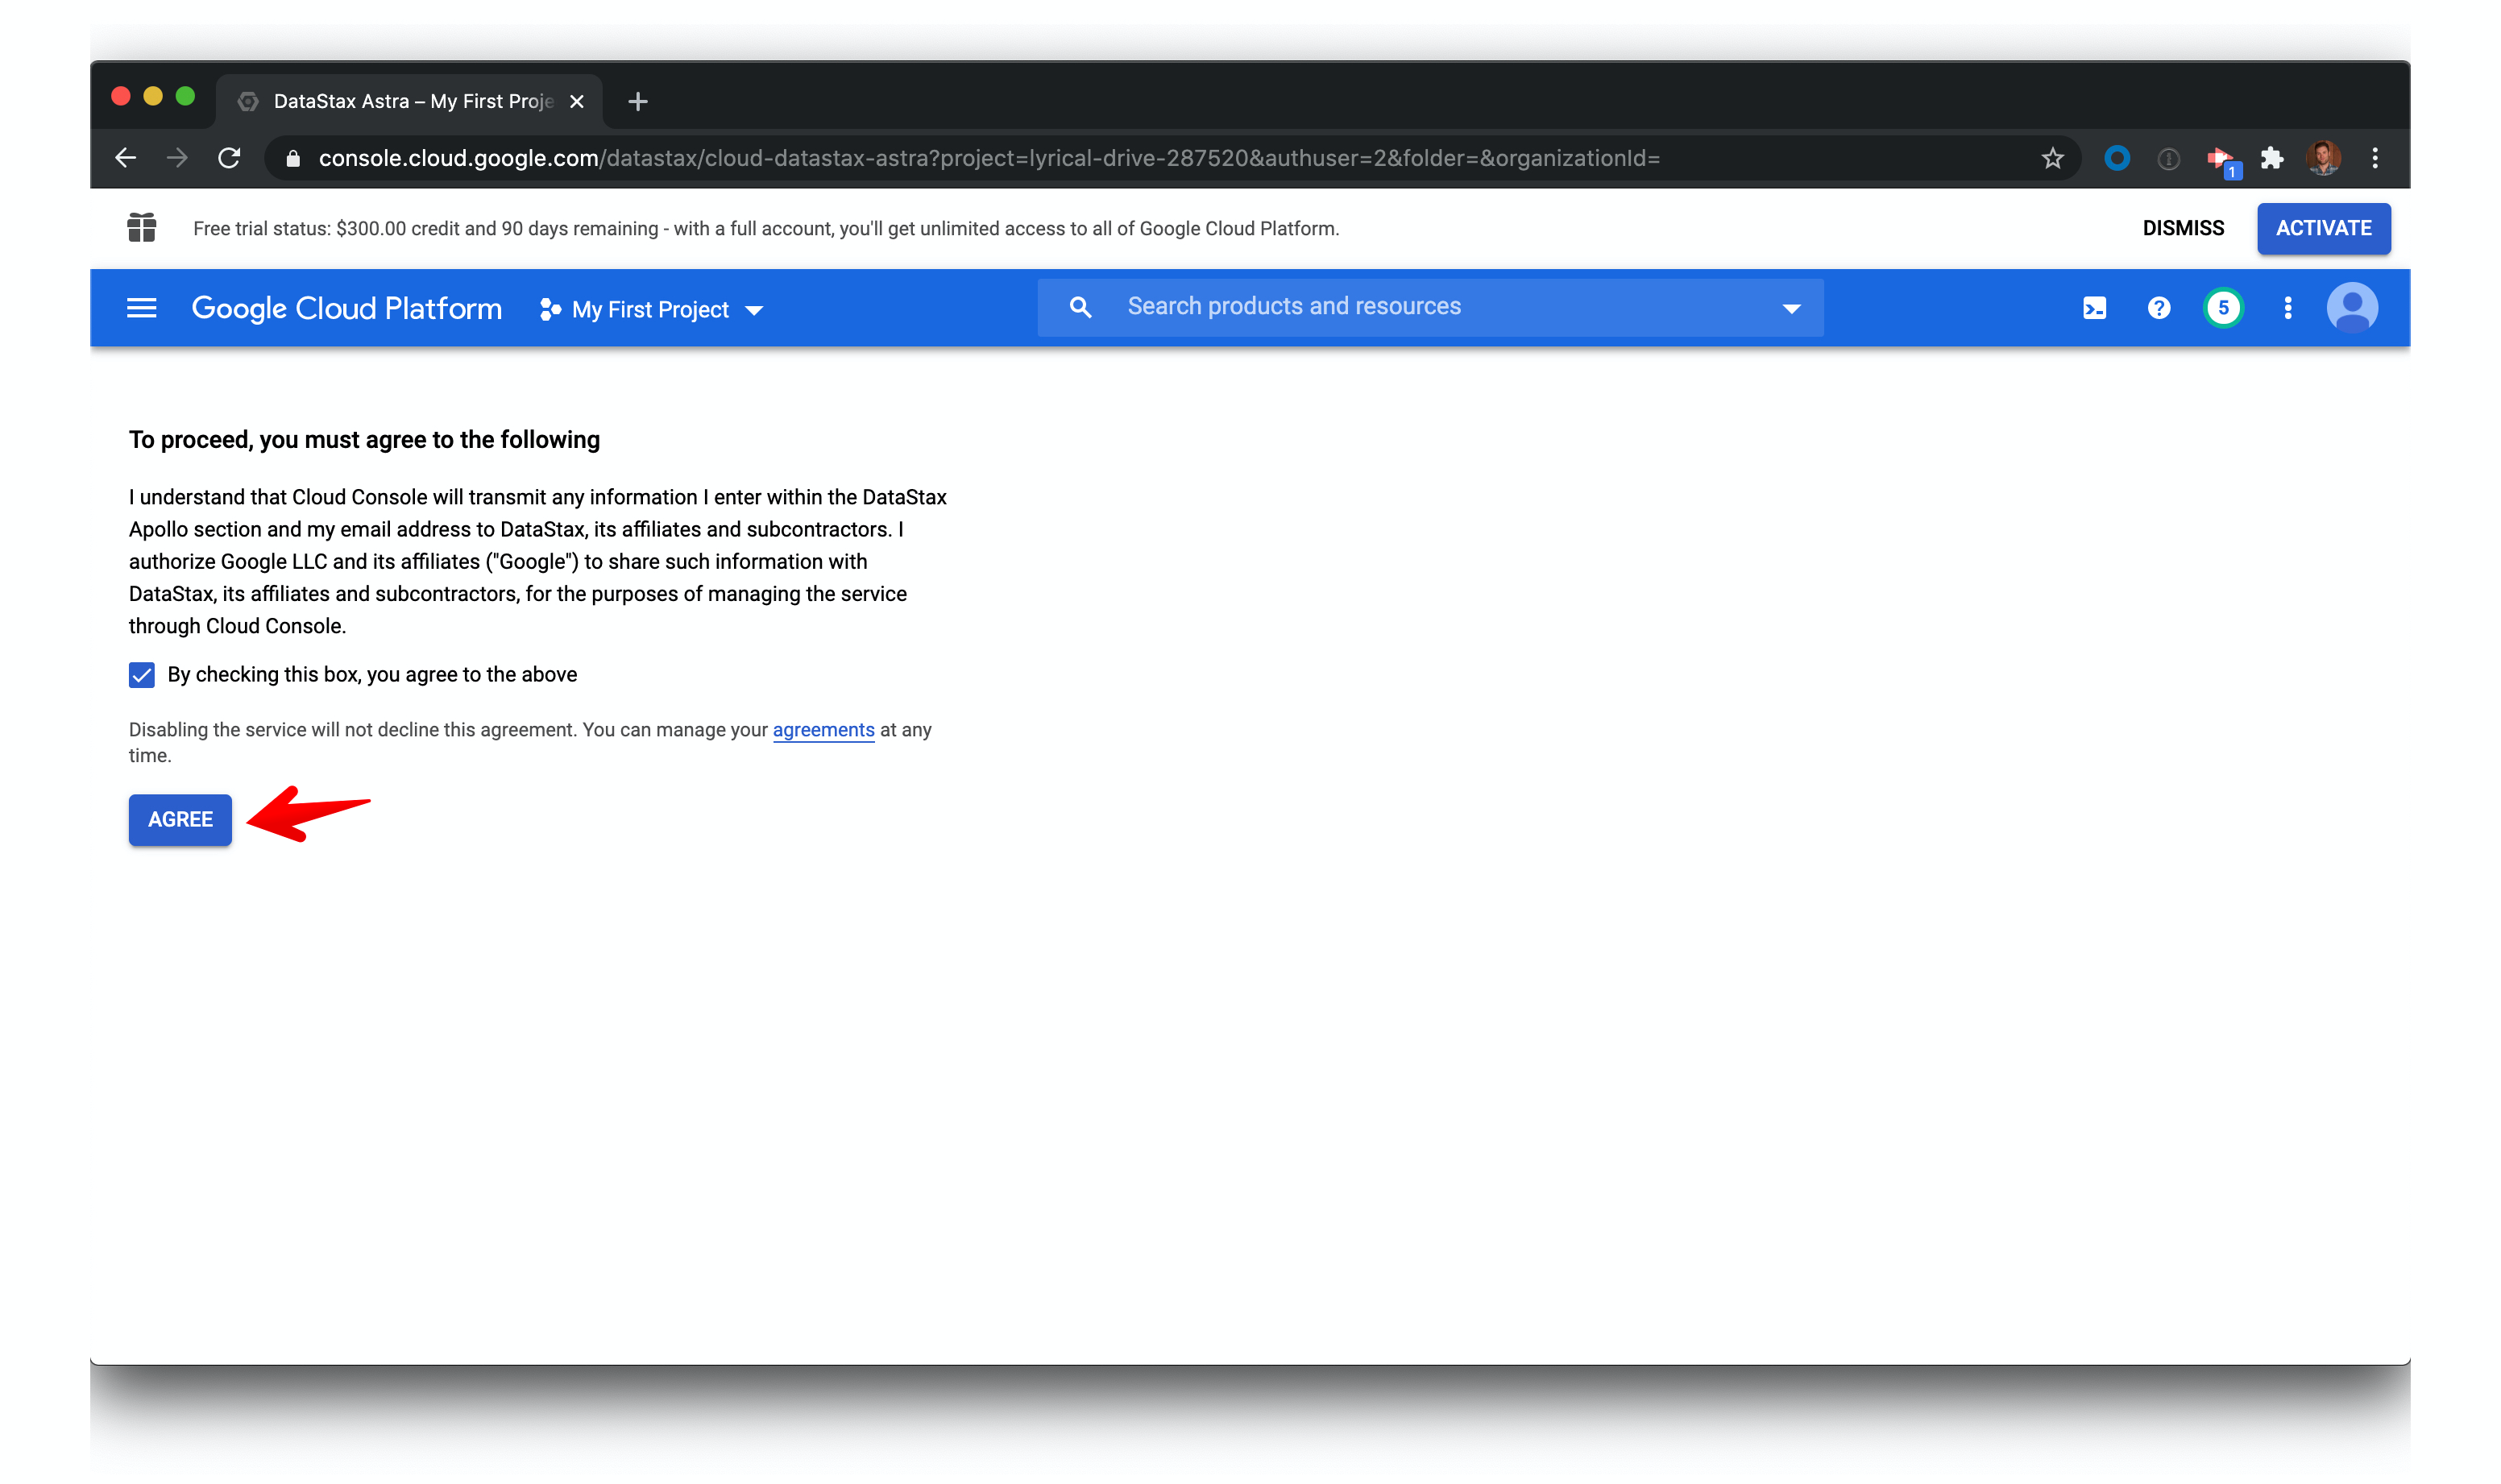 DataStax Astra – My First Proje
console.cloud.google.com/datastax/cloud-datastax-astra?project=lyrical-drive-287520&authuser=2&folder=&organizationId=
1
Free trial status: $300.00 credit and 90 days remaining - with a full account, you'll get unlimited access to all of Google Cloud Platform.
DISMISS
ACTIVATE
Google Cloud Platform
My First Project
Search products and resources
?
5
To proceed, you must agree to the following
I understand that Cloud Console will transmit any information I enter within the DataStax
Apollo section and my email address to DataStax, its affiliates and subcontractors. I
authorize Google LLC and its affiliates ("Google") to share such information with
DataStax, its affiliates and subcontractors, for the purposes of managing the service
through Cloud Console.
By checking this box, you agree to the above
Disabling the service will not decline this agreement. You can manage your agreements at any
time.
AGREE